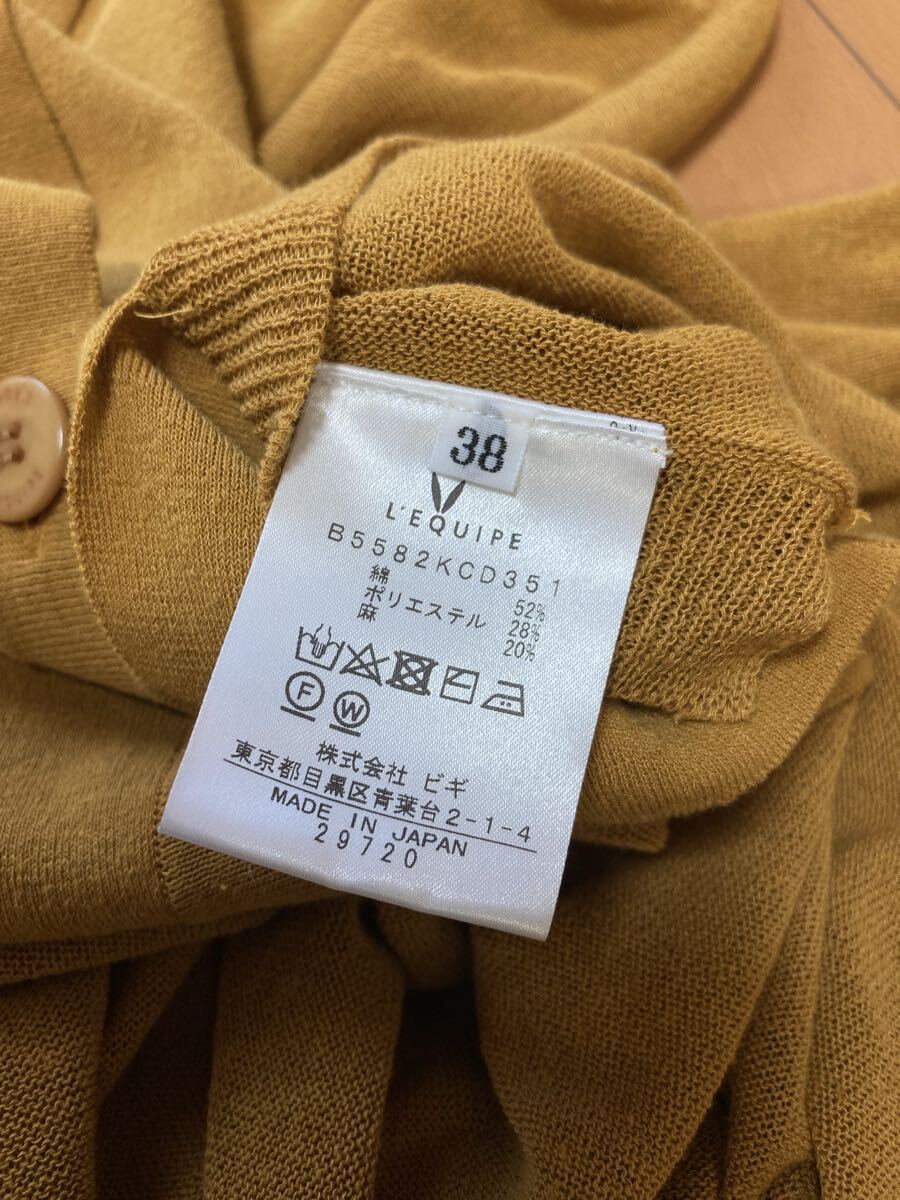 38
L'EQUIPE
B5582KCD351
綿 52%
ポリエステル 28%
麻 20%
F
W
株式会社 ビギ
東京都目黒区青葉台2-1-4
MADE IN JAPAN
29720